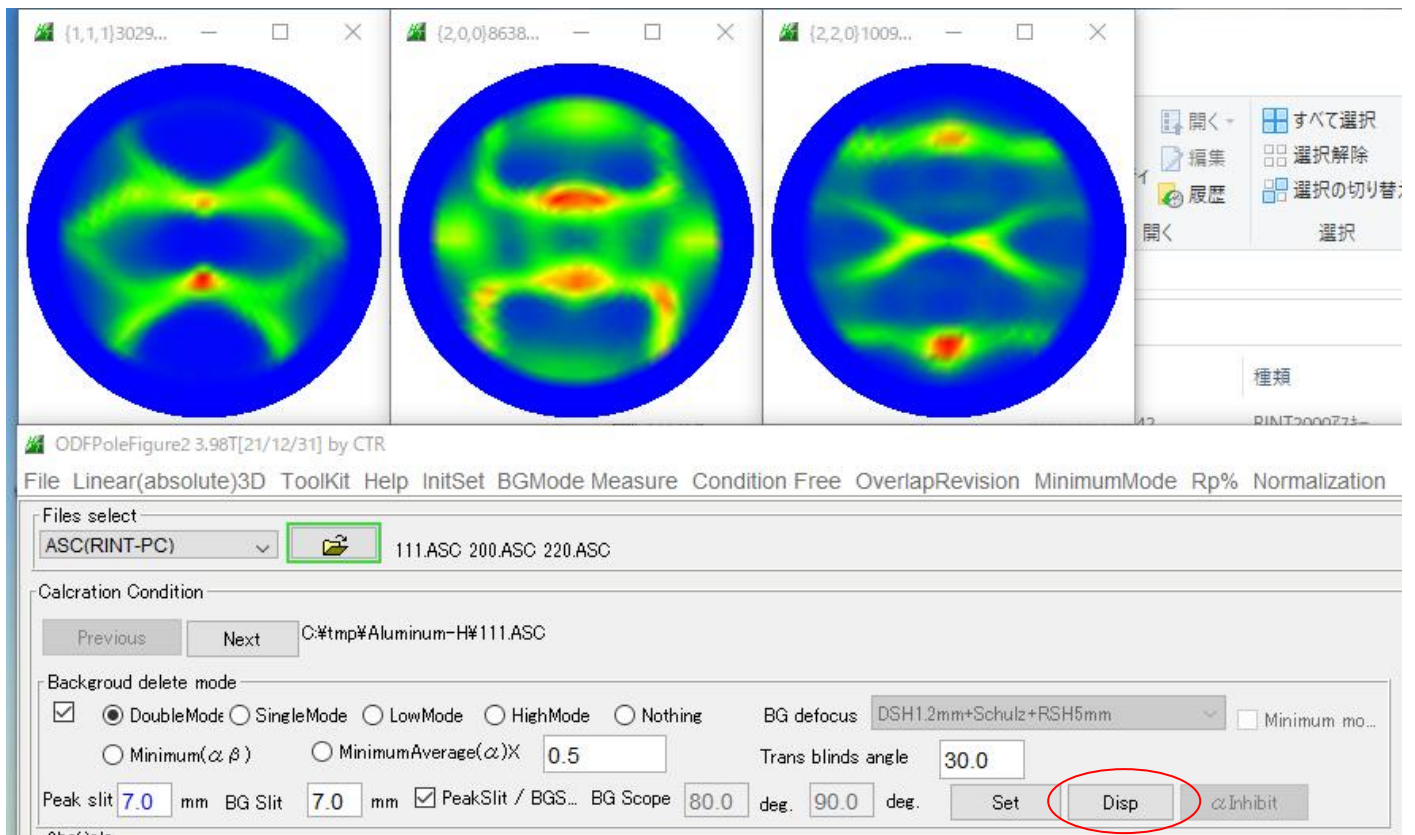 {1,1,1}3029...
{2,0,0}8638...
{2,2,0}1009...
開く
すべて選択
編集
選択解除
履歴
選択の切り替え
開く
選択
種類
ODFPoleFigure2 3.98T[21/12/31] by CTR
File Linear(absolute)3D ToolKit Help InitSet BGMode Measure Condition Free OverlapRevision MinimumMode Rp% Normalization
Files select
ASC(RINT-PC) 111.ASC 200.ASC 220.ASC
Calcration Condition
Previous Next C:¥tmp¥Aluminum-H¥111.ASC
Backgroud delete mode
DoubleMode SingleMode LowMode HighMode Nothing BG defocus DSH1.2mm+Schulz+RSH5mm Minimum mo...
Minimum(αβ) MinimumAverage(α)X 0.5 Trans blinds angle 30.0
Peak slit 7.0 mm BG Slit 7.0 mm PeakSlit / BGS... BG Scope 80.0 deg. 90.0 deg. Set Disp αInhibit